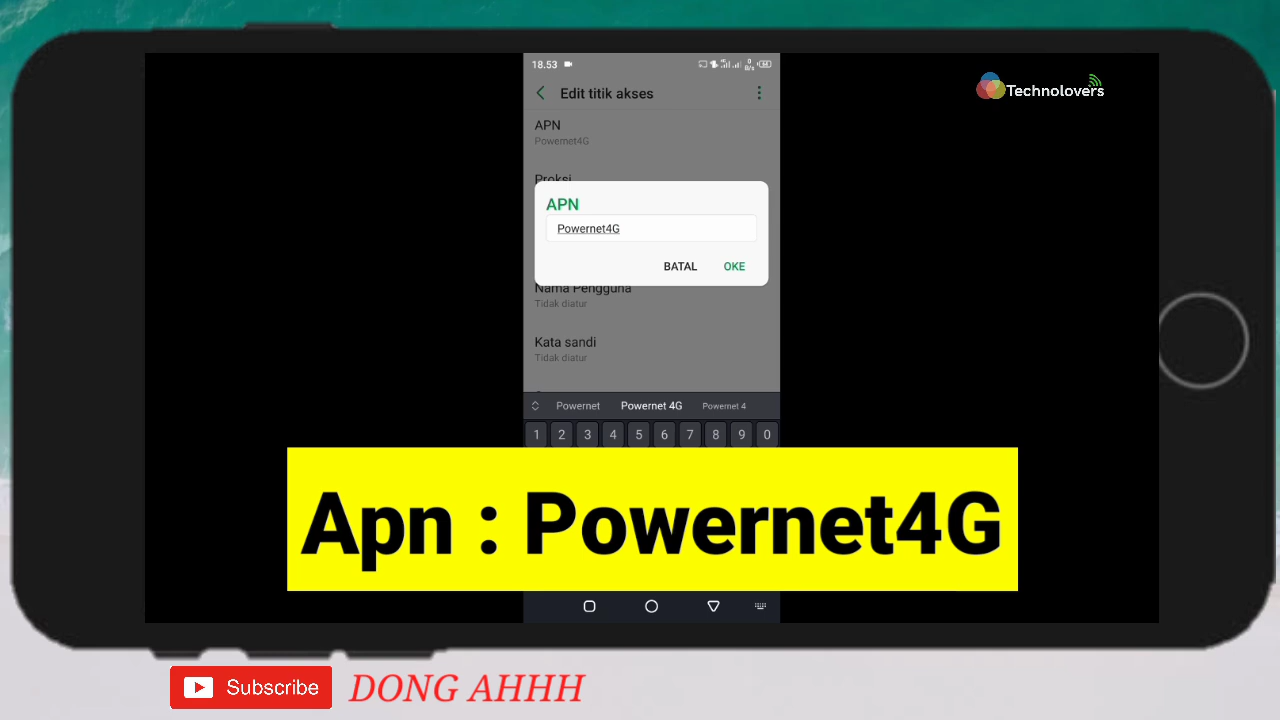 18.53
Technolovers
Edit titik akses
APN
Powernet4G
Proksi
APN
Powernet4G
BATAL OKE
Nama Pengguna
Tidak diatur
Kata sandi
Tidak diatur
Powernet Powernet 4G Powernet 4
1 2 3 4 5 6 7 8 9 0
Apn : Powernet4G
Subscribe DONG AHHH